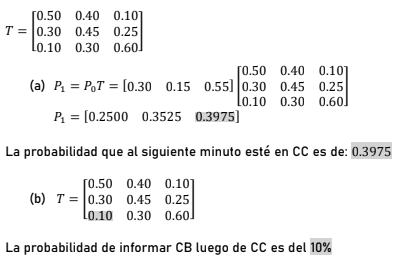 T = [0.50 0.40 0.10
0.30 0.45 0.25
0.10 0.30 0.60]
(a) P₁ = P₀T = [0.30 0.15 0.55] [0.50 0.40 0.10
0.30 0.45 0.25
0.10 0.30 0.60]
P₁ = [0.2500 0.3525 0.3975]
La probabilidad que al siguiente minuto esté en CC es de: 0.3975
(b) T = [0.50 0.40 0.10
0.30 0.45 0.25
0.10 0.30 0.60]
La probabilidad de informar CB luego de CC es del 10%